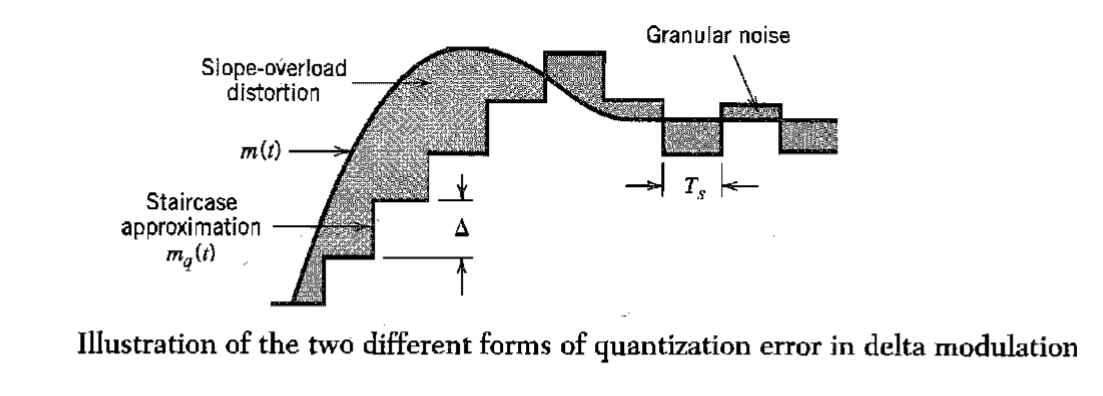 Granular noise
Slope-overload
distortion
m(t)
Staircase
approximation
m_q(t)
Δ
T_s
Illustration of the two different forms of quantization error in delta modulation